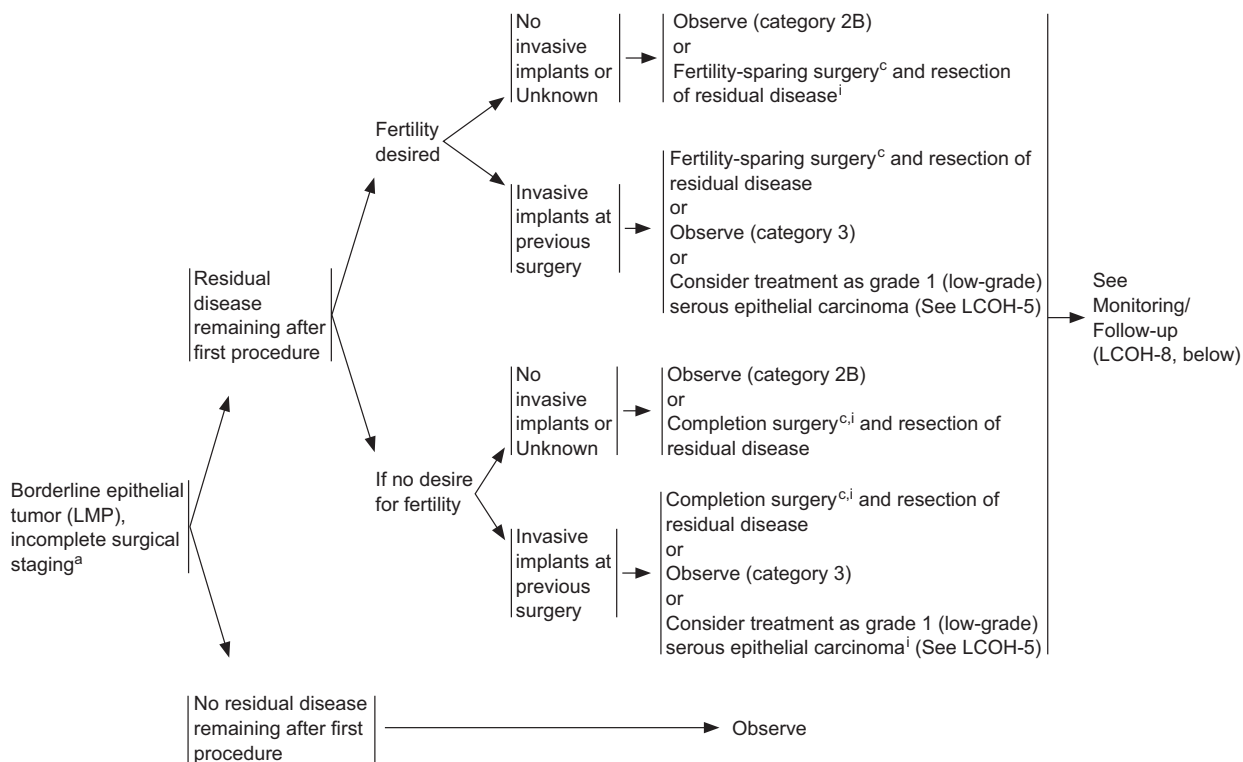 Borderline epithelial
tumor (LMP),
incomplete surgical
staging^a
Residual
disease
remaining after
first procedure
Fertility
desired
No
invasive
implants or
Unknown
Observe (category 2B)
or
Fertility-sparing surgery^c and resection
of residual disease^i
Invasive
implants at
previous
surgery
Fertility-sparing surgery^c and resection of
residual disease
or
Observe (category 3)
or
Consider treatment as grade 1 (low-grade)
serous epithelial carcinoma (See LCOH-5)
If no desire
for fertility
No
invasive
implants or
Unknown
Observe (category 2B)
or
Completion surgery^c,i and resection of
residual disease
Invasive
implants at
previous
surgery
Completion surgery^c,i and resection of
residual disease
or
Observe (category 3)
or
Consider treatment as grade 1 (low-grade)
serous epithelial carcinoma^i (See LCOH-5)
See
Monitoring/
Follow-up
(LCOH-8, below)
No residual disease
remaining after first
procedure
Observe